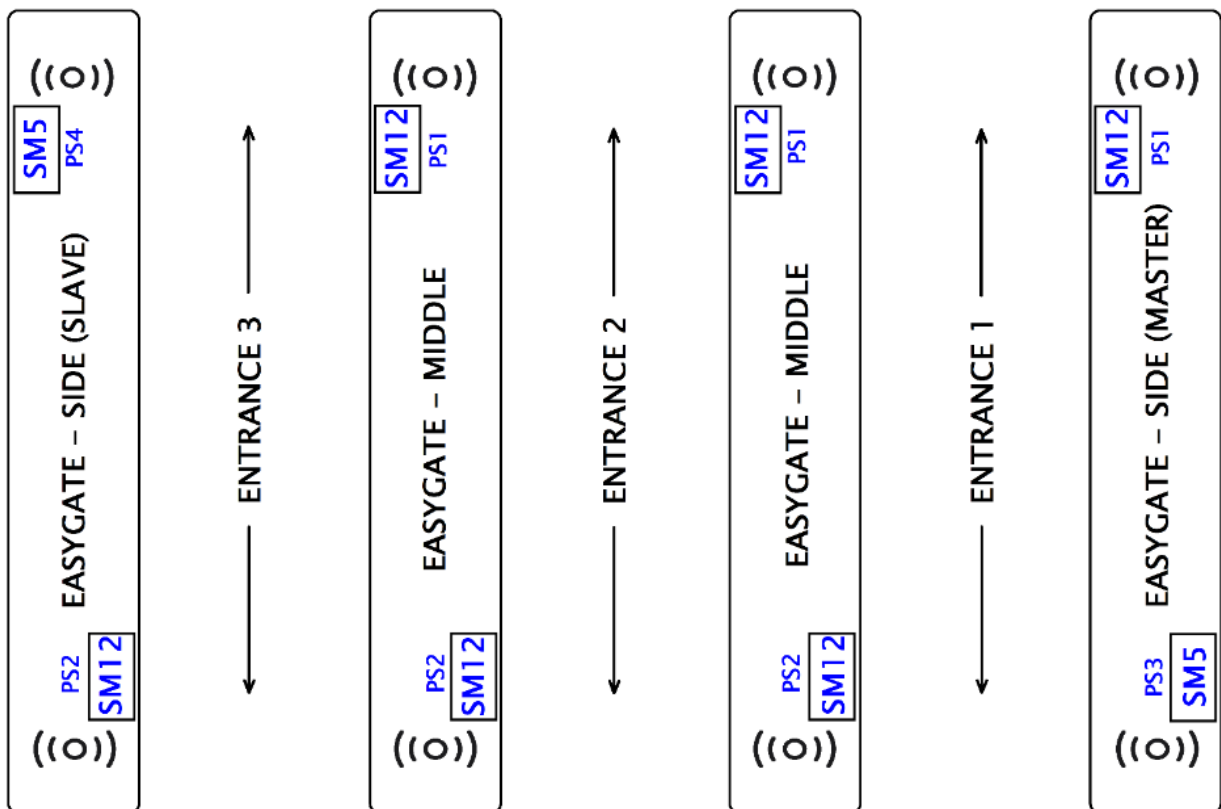 SM5
PS4
EASYGATE – SIDE (SLAVE)
PS2
SM12
ENTRANCE 3
SM12
PS1
EASYGATE – MIDDLE
PS2
SM12
ENTRANCE 2
SM12
PS1
EASYGATE – MIDDLE
PS2
SM12
ENTRANCE 1
SM12
PS1
EASYGATE – SIDE (MASTER)
PS3
SM5